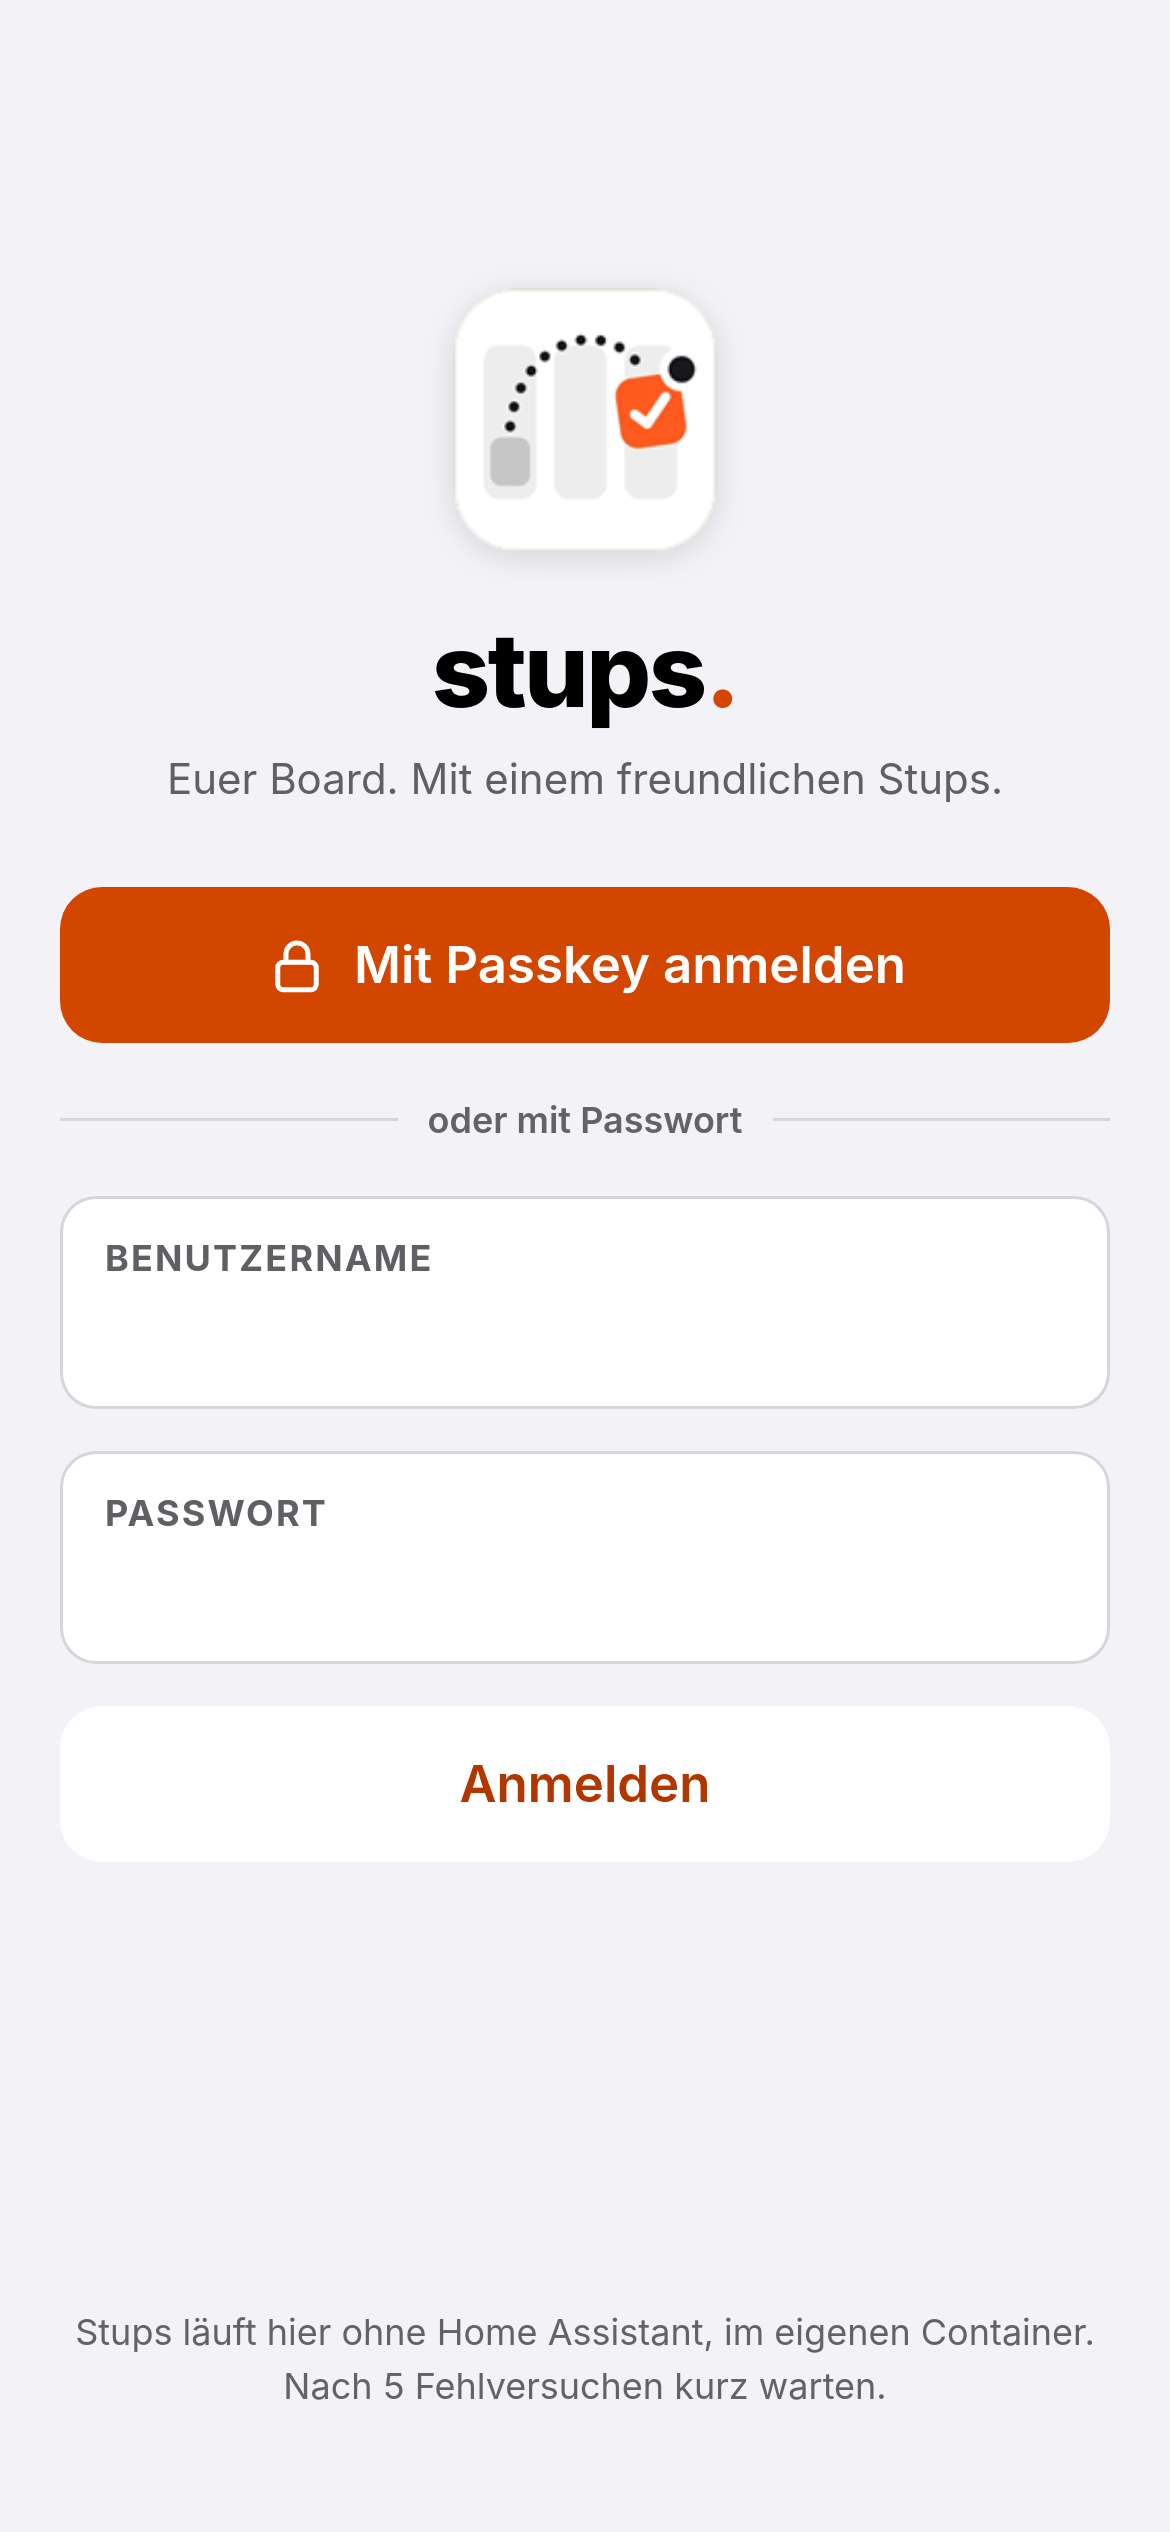 stups.
Euer Board. Mit einem freundlichen Stups.
Mit Passkey anmelden
oder mit Passwort
BENUTZERNAME
PASSWORT
Anmelden
Stups läuft hier ohne Home Assistant, im eigenen Container.
Nach 5 Fehlversuchen kurz warten.